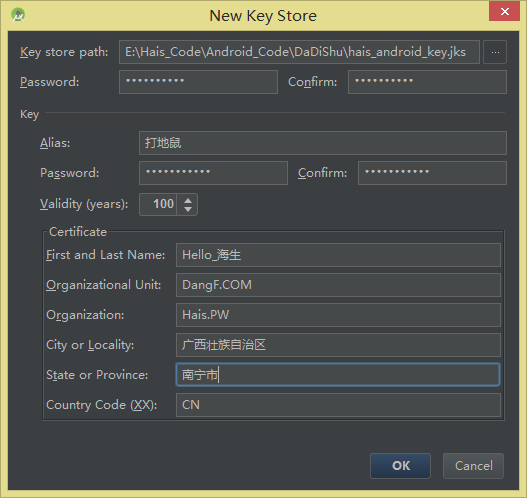 New Key Store
Key store path: E:\Hais_Code\Android_Code\DaDiShu\hais_android_key.jks ...
Password: •••••••••• Confirm: ••••••••••
Key
Alias: 打地鼠
Password: ••••••••••• Confirm: •••••••••••
Validity (years): 100
Certificate
First and Last Name: Hello_海生
Organizational Unit: DangF.COM
Organization: Hais.PW
City or Locality: 广西壮族自治区
State or Province: 南宁市
Country Code (XX): CN
OK Cancel